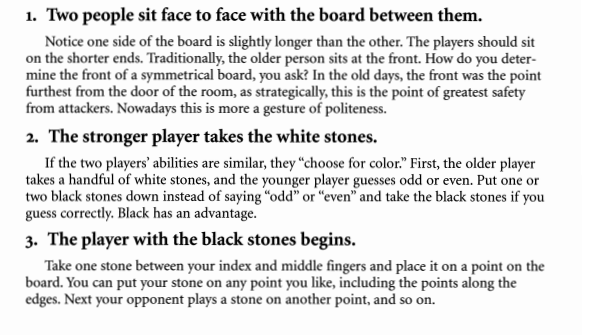 1. Two people sit face to face with the board between them.
Notice one side of the board is slightly longer than the other. The players should sit
on the shorter ends. Traditionally, the older person sits at the front. How do you deter-
mine the front of a symmetrical board, you ask? In the old days, the front was the point
furthest from the door of the room, as strategically, this is the point of greatest safety
from attackers. Nowadays this is more a gesture of politeness.
2. The stronger player takes the white stones.
If the two players' abilities are similar, they “choose for color.” First, the older player
takes a handful of white stones, and the younger player guesses odd or even. Put one or
two black stones down instead of saying “odd” or “even” and take the black stones if you
guess correctly. Black has an advantage.
3. The player with the black stones begins.
Take one stone between your index and middle fingers and place it on a point on the
board. You can put your stone on any point you like, including the points along the
edges. Next your opponent plays a stone on another point, and so on.